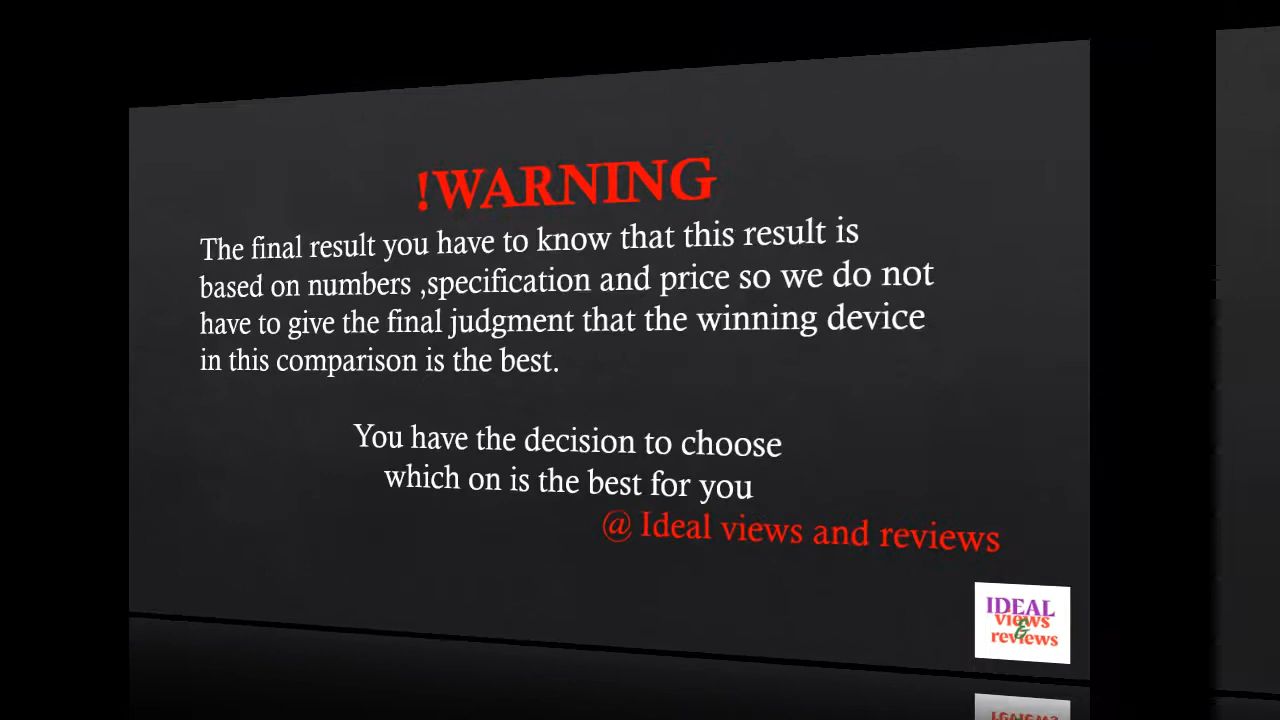 !WARNING
The final result you have to know that this result is
based on numbers ,specification and price so we do not
have to give the final judgment that the winning device
in this comparison is the best.
You have the decision to choose
which on is the best for you
@ Ideal views and reviews
IDEAL
views
&
reviews